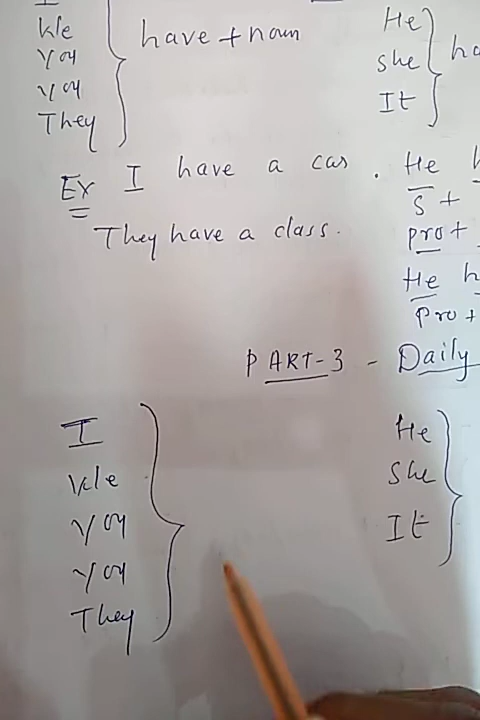 I
We
You
You
They
have + noun
He
She
It
ha
Ex I have a car . He h
S +
They have a class.
pro +
He h
Pro +
PART-3 - Daily
I
We
You
You
They
He
She
It